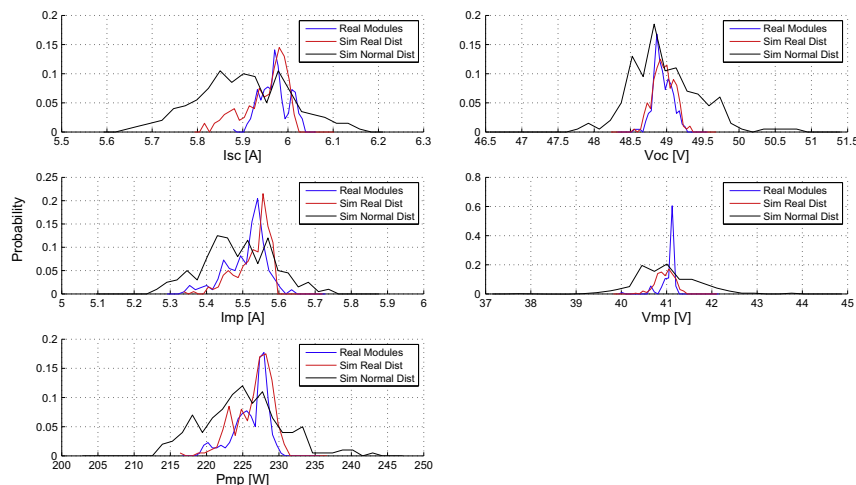 0.2
0.15
0.1
0.05
0
5.5 5.6 5.7 5.8 5.9 6 6.1 6.2 6.3
Isc [A]
Real Modules
Sim Real Dist
Sim Normal Dist
0.2
0.15
0.1
0.05
0
46.5 47 47.5 48 48.5 49 49.5 50 50.5 51 51.5
Voc [V]
Real Modules
Sim Real Dist
Sim Normal Dist
Probability
0.25
0.2
0.15
0.1
0.05
0
5 5.1 5.2 5.3 5.4 5.5 5.6 5.7 5.8 5.9 6
Imp [A]
Real Modules
Sim Real Dist
Sim Normal Dist
0.8
0.6
0.4
0.2
0
37 38 39 40 41 42 43 44 45
Vmp [V]
Real Modules
Sim Real Dist
Sim Normal Dist
0.2
0.15
0.1
0.05
0
200 205 210 215 220 225 230 235 240 245 250
Pmp [W]
Real Modules
Sim Real Dist
Sim Normal Dist